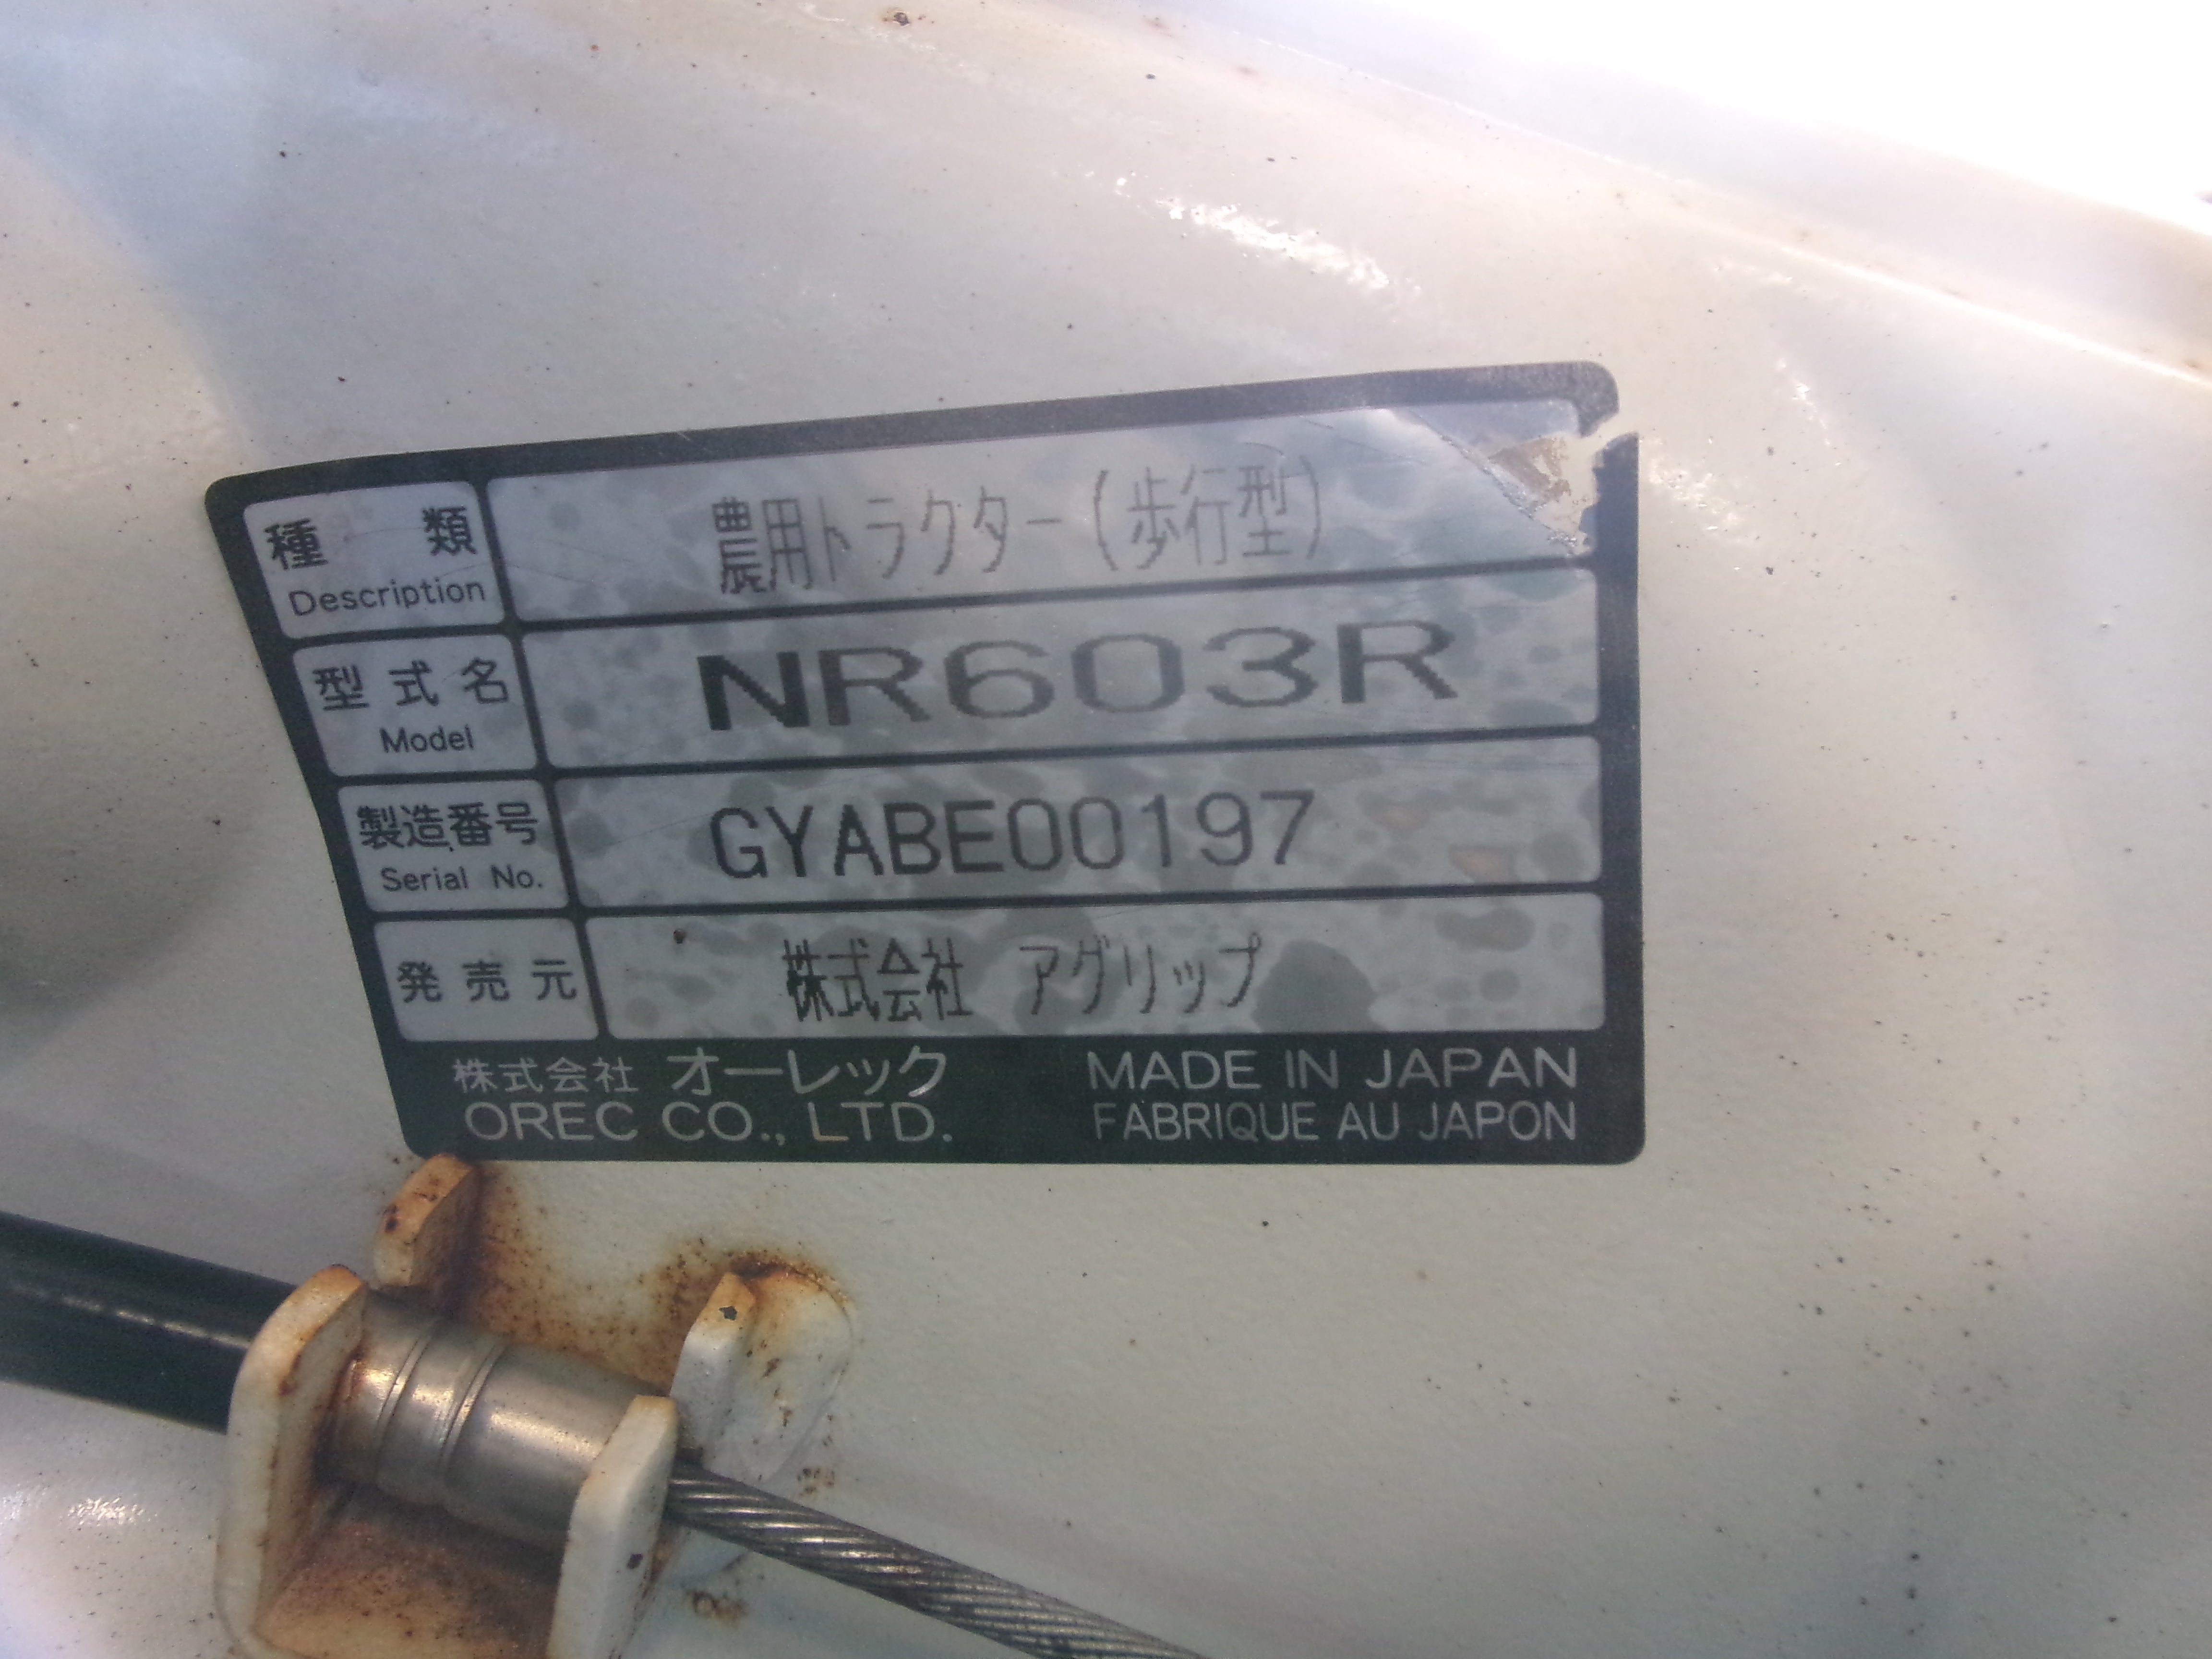 種類 農用トラクター(歩行型)
Description
型式名 NR603R
Model
製造番号 GYABE00197
Serial No.
発売元 株式会社 アグリップ
株式会社 オーレック MADE IN JAPAN
OREC CO., LTD. FABRIQUE AU JAPON